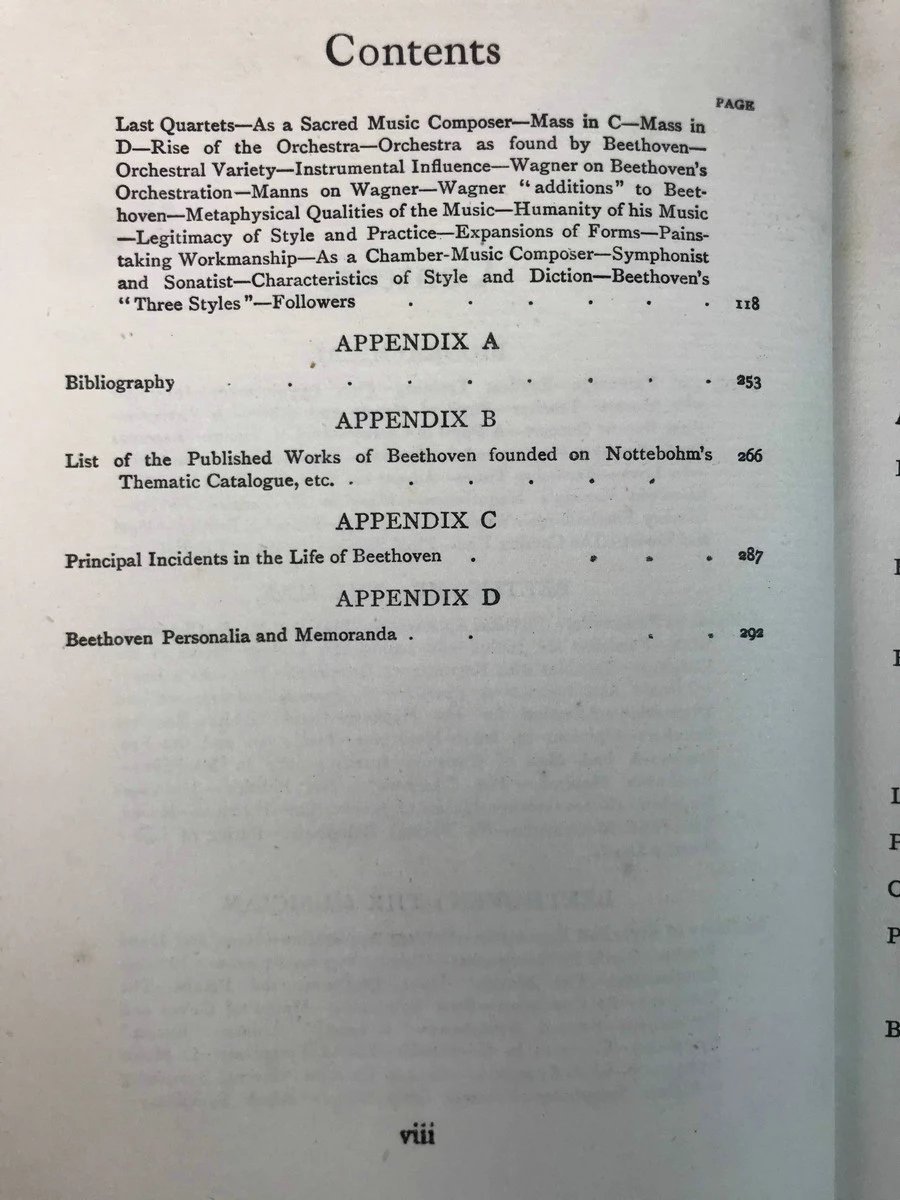 Contents
PAGE
Last Quartets—As a Sacred Music Composer—Mass in C—Mass in
D—Rise of the Orchestra—Orchestra as found by Beethoven—
Orchestral Variety—Instrumental Influence—Wagner on Beethoven's
Orchestration—Manns on Wagner—Wagner "additions" to Beet-
hoven—Metaphysical Qualities of the Music—Humanity of his Music
—Legitimacy of Style and Practice—Expansions of Forms—Pains-
taking Workmanship—As a Chamber-Music Composer—Symphonist
and Sonatist—Characteristics of Style and Diction—Beethoven's
"Three Styles"—Followers . . . . . . 118
APPENDIX A
Bibliography . . . . . . . . 253
APPENDIX B
List of the Published Works of Beethoven founded on Nottebohm's 266
Thematic Catalogue, etc. . . . . . .
APPENDIX C
Principal Incidents in the Life of Beethoven . . . . 287
APPENDIX D
Beethoven Personalia and Memoranda . . . . 292
viii